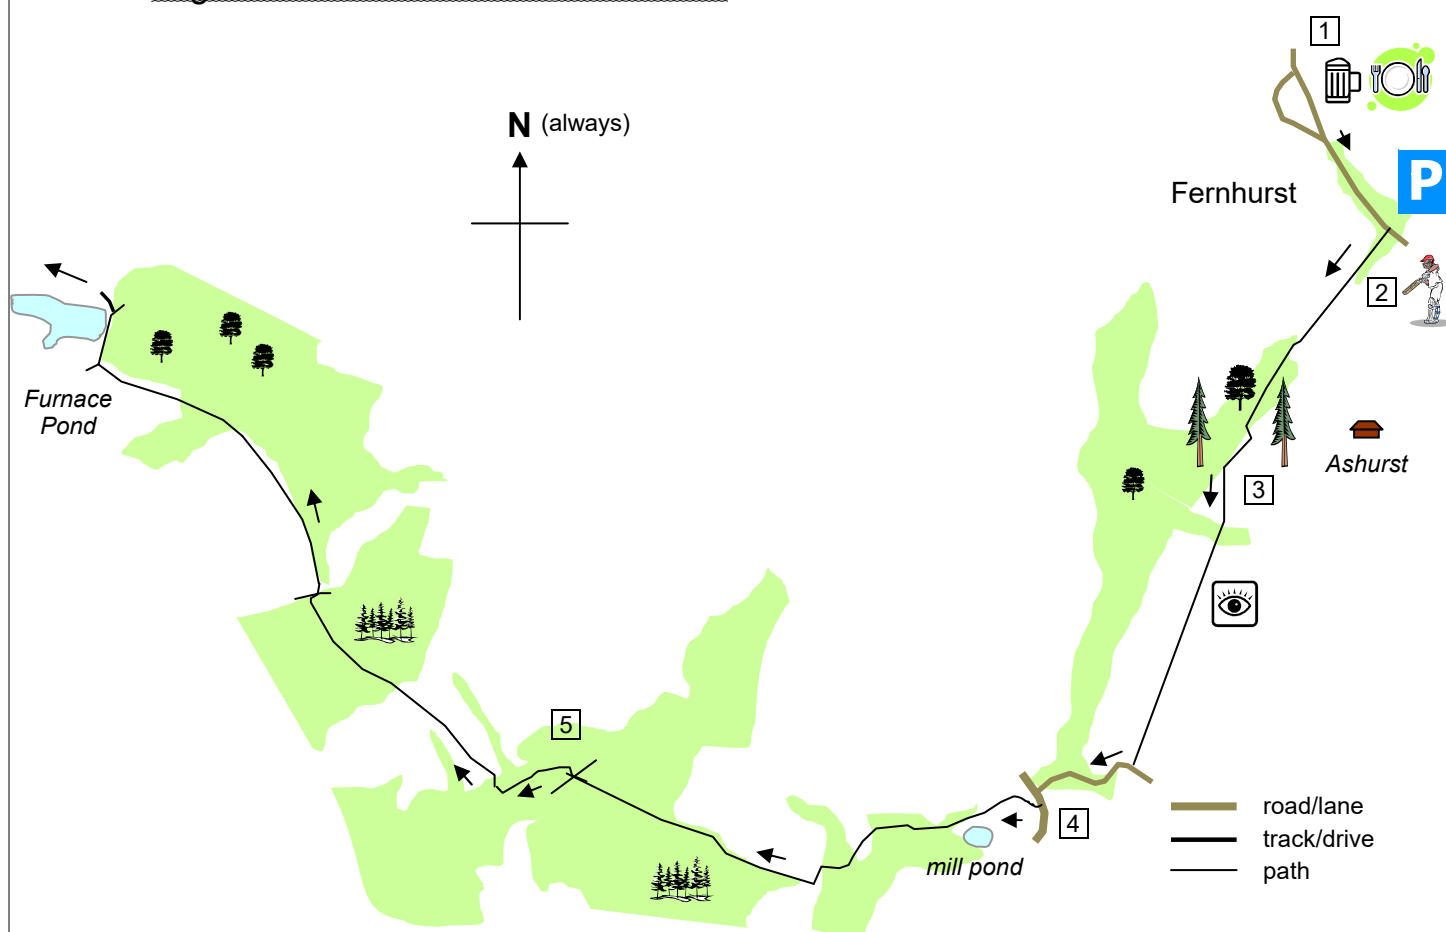 1
N (always)
P
Fernhurst
2
Furnace
Pond
Ashurst
3
5
4
road/lane
track/drive
path
mill pond